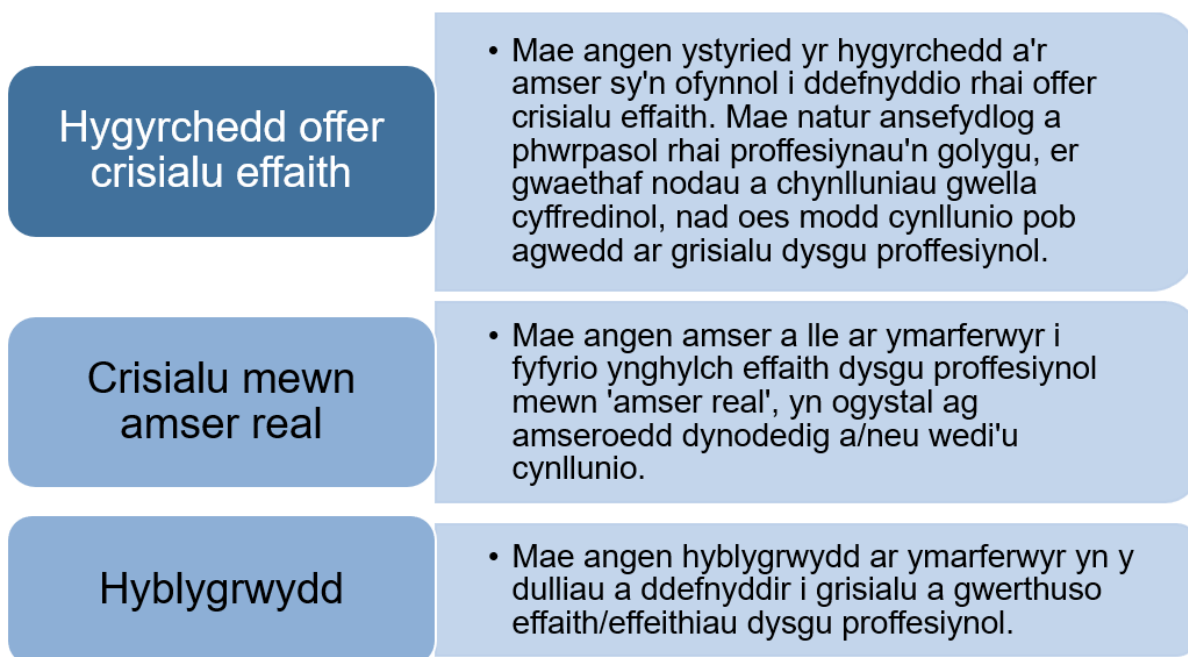 Hygyrchedd offer
crisialu effaith
• Mae angen ystyried yr hygyrchedd a'r
amser sy'n ofynnol i ddefnyddio rhai offer
crisialu effaith. Mae natur ansefydlog a
phwrpasol rhai proffesiynau'n golygu, er
gwaethaf nodau a chynlluniau gwella
cyffredinol, nad oes modd cynllunio pob
agwedd ar grisialu dysgu proffesiynol.
Crisialu mewn
amser real
• Mae angen amser a lle ar ymarferwyr i
fyfyrio ynghylch effaith dysgu proffesiynol
mewn 'amser real', yn ogystal ag
amseroedd dynodedig a/neu wedi'u
cynllunio.
Hyblygrwydd
• Mae angen hyblygrwydd ar ymarferwyr yn y
dulliau a ddefnyddir i grisialu a gwerthuso
effaith/effeithiau dysgu proffesiynol.